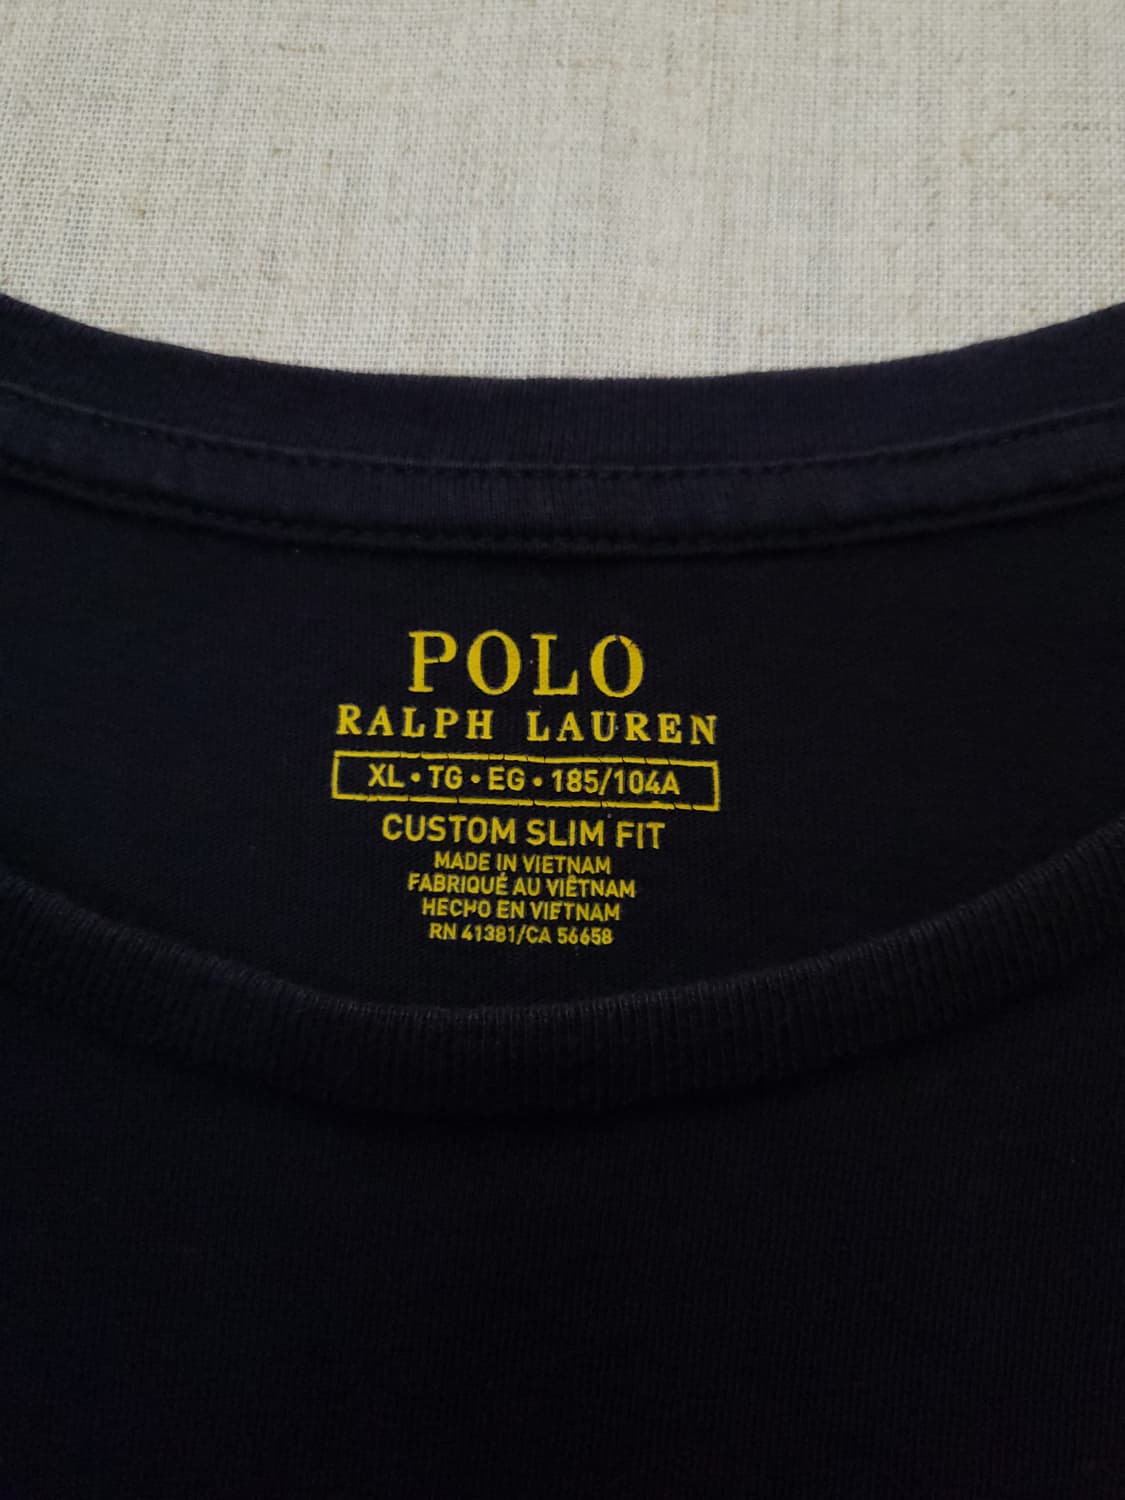 POLO
RALPH LAUREN
XL • TG • EG • 185/104A
CUSTOM SLIM FIT
MADE IN VIETNAM
FABRIQUÉ AU VIÊTNAM
HECHO EN VIETNAM
RN 41381/CA 56658